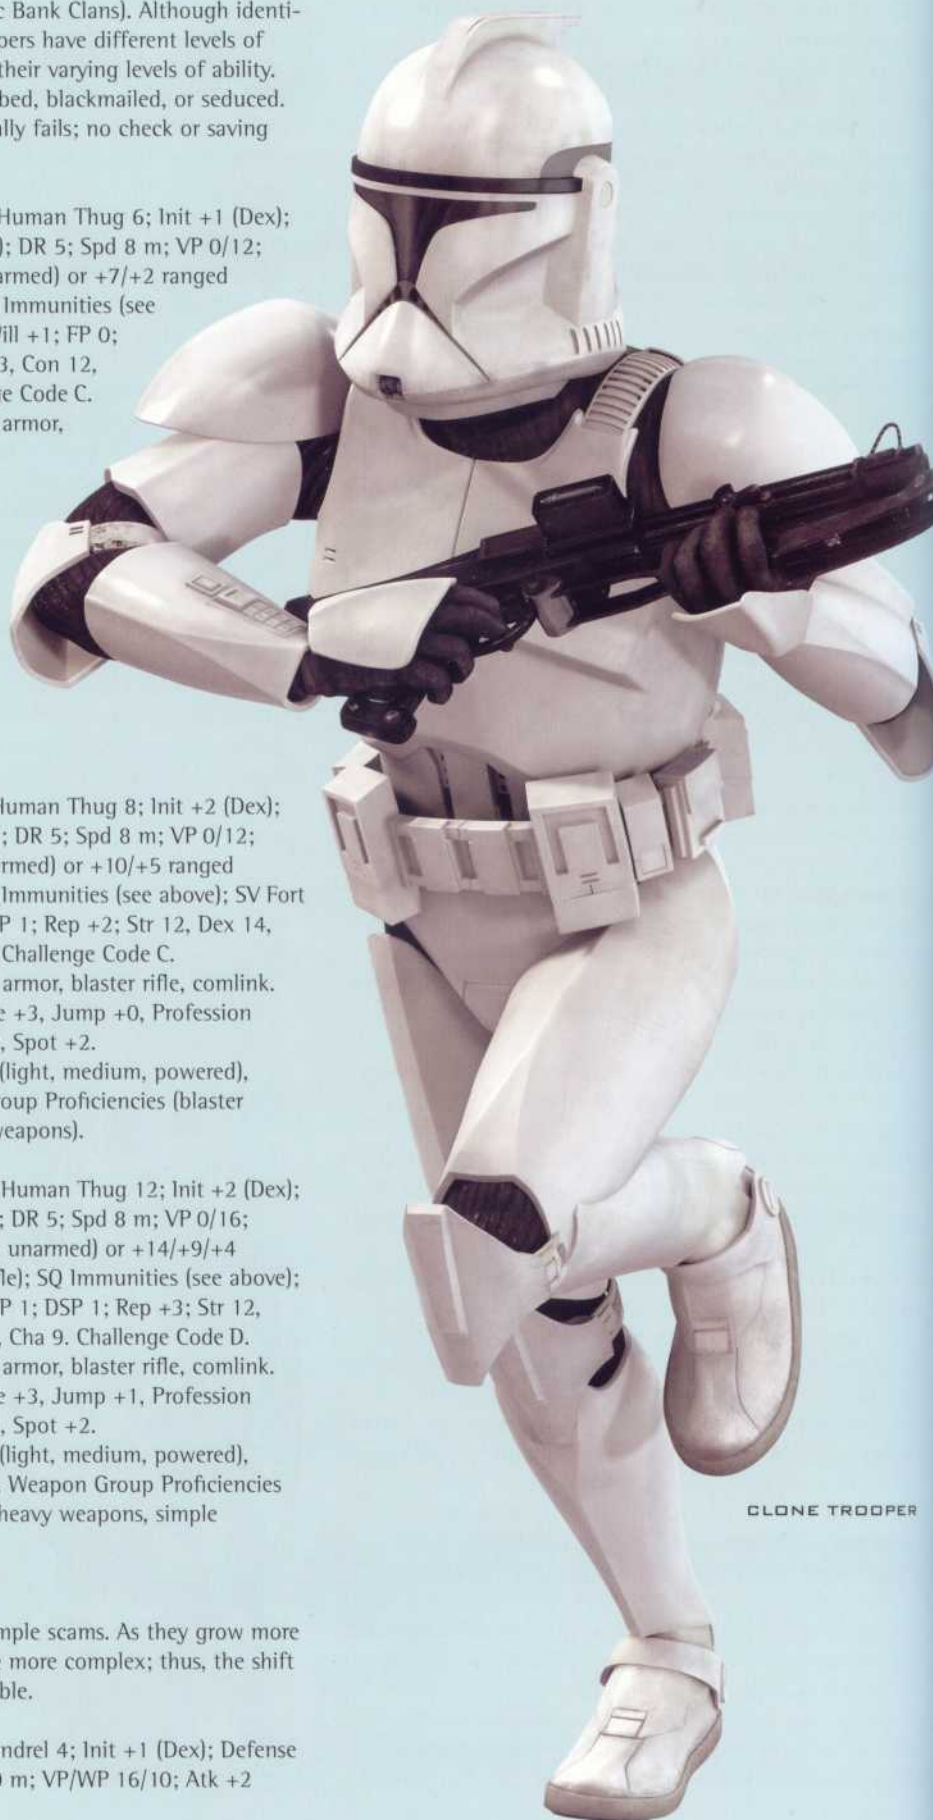 c Bank Clans). Although identi-
pers have different levels of
their varying levels of ability.
bed, blackmailed, or seduced.
ally fails; no check or saving
Human Thug 6; Init +1 (Dex);
); DR 5; Spd 8 m; VP 0/12;
armed) or +7/+2 ranged
Immunities (see
Will +1; FP 0;
3, Con 12,
ge Code C.
armor,
Human Thug 8; Init +2 (Dex);
; DR 5; Spd 8 m; VP 0/12;
rmed) or +10/+5 ranged
Immunities (see above); SV Fort
P 1; Rep +2; Str 12, Dex 14,
Challenge Code C.
armor, blaster rifle, comlink.
e +3, Jump +0, Profession
, Spot +2.
(light, medium, powered),
oup Proficiencies (blaster
weapons).
Human Thug 12; Init +2 (Dex);
; DR 5; Spd 8 m; VP 0/16;
unarmed) or +14/+9/+4
fle); SQ Immunities (see above);
P 1; DSP 1; Rep +3; Str 12,
, Cha 9. Challenge Code D.
armor, blaster rifle, comlink.
e +3, Jump +1, Profession
, Spot +2.
(light, medium, powered),
Weapon Group Proficiencies
heavy weapons, simple
CLONE TROOPER
mple scams. As they grow more
e more complex; thus, the shift
ble.
ndrel 4; Init +1 (Dex); Defense
0 m; VP/WP 16/10; Atk +2